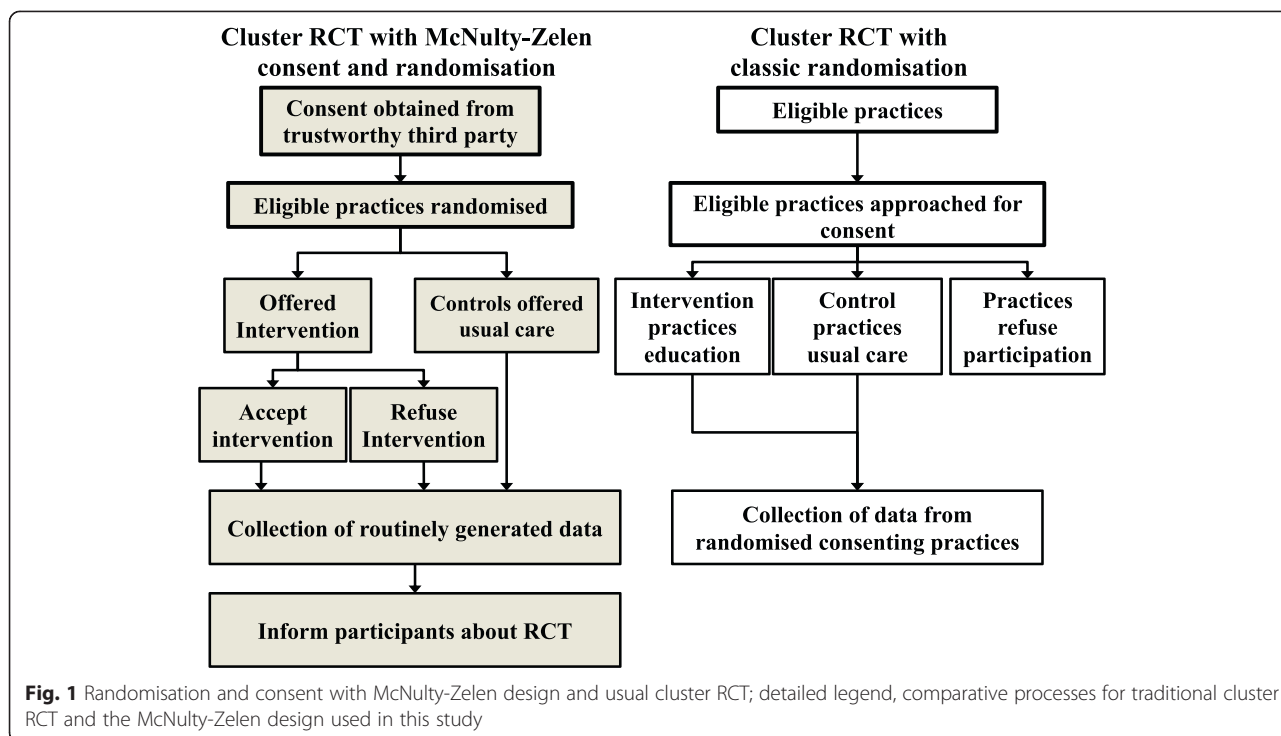 Cluster RCT with McNulty-Zelen
consent and randomisation
Consent obtained from
trustworthy third party
Eligible practices randomised
Offered
Intervention
Controls offered
usual care
Accept
intervention
Refuse
Intervention
Collection of routinely generated data
Inform participants about RCT
Cluster RCT with
classic randomisation
Eligible practices
Eligible practices approached for
consent
Intervention
practices
education
Control
practices
usual care
Practices
refuse
participation
Collection of data from
randomised consenting practices
Fig. 1 Randomisation and consent with McNulty-Zelen design and usual cluster RCT; detailed legend, comparative processes for traditional cluster
RCT and the McNulty-Zelen design used in this study